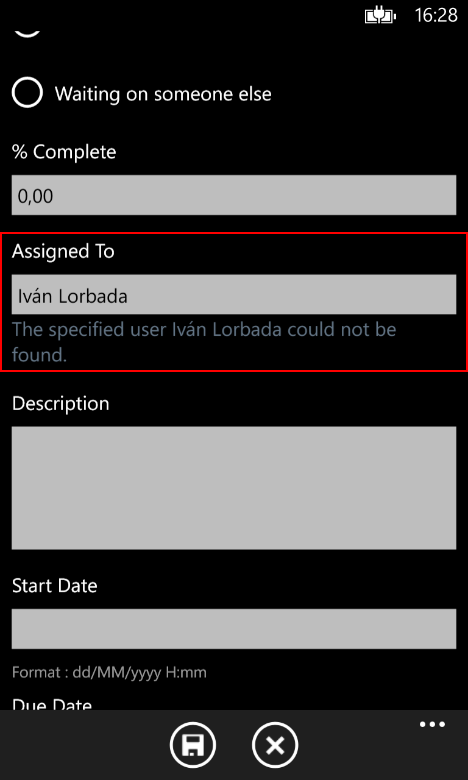 16:28
Waiting on someone else
% Complete
0,00
Assigned To
Iván Lorbada
The specified user Iván Lorbada could not be
found.
Description
Start Date
Format : dd/MM/yyyy H:mm
Due Date